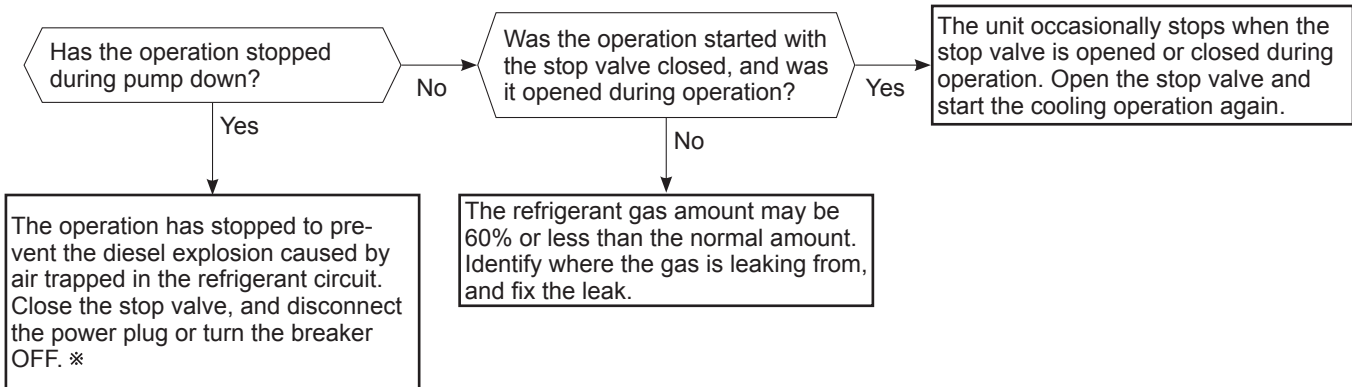 Has the operation stopped
during pump down?
No
Yes
Was the operation started with
the stop valve closed, and was
it opened during operation?
Yes
No
The unit occasionally stops when the
stop valve is opened or closed during
operation. Open the stop valve and
start the cooling operation again.
The operation has stopped to pre-
vent the diesel explosion caused by
air trapped in the refrigerant circuit.
Close the stop valve, and disconnect
the power plug or turn the breaker
OFF. ※
The refrigerant gas amount may be
60% or less than the normal amount.
Identify where the gas is leaking from,
and fix the leak.